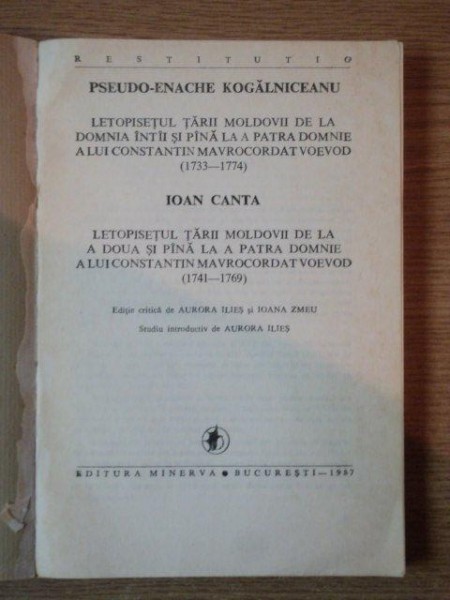 RESTITUTIO
PSEUDO-ENACHE KOGĂLNICEANU
LETOPISEȚUL ȚĂRII MOLDOVII DE LA
DOMNIA ÎNTÎI ȘI PÎNĂ LA A PATRA DOMNIE
A LUI CONSTANTIN MAVROCORDAT VOEVOD
(1733—1774)
IOAN CANTA
LETOPISEȚUL ȚĂRII MOLDOVII DE LA
A DOUA ȘI PÎNĂ LA A PATRA DOMNIE
A LUI CONSTANTIN MAVROCORDAT VOEVOD
(1741—1769)
Ediție critică de AURORA ILIEȘ și IOANA ZMEU
Studiu introductiv de AURORA ILIEȘ
EDITURA MINERVA ● BUCUREȘTI—1987